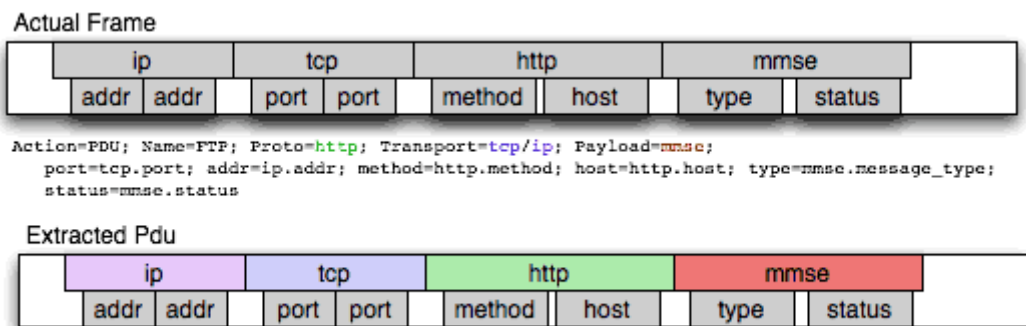 Actual Frame
ip tcp http mmse
addr addr port port method host type status
Action=PDU; Name=FTP; Proto=http; Transport=tcp/ip; Payload=mmse;
port=tcp.port; addr=ip.addr; method=http.method; host=http.host; type=mmse.message_type;
status=mmse.status
Extracted Pdu
ip tcp http mmse
addr addr port port method host type status